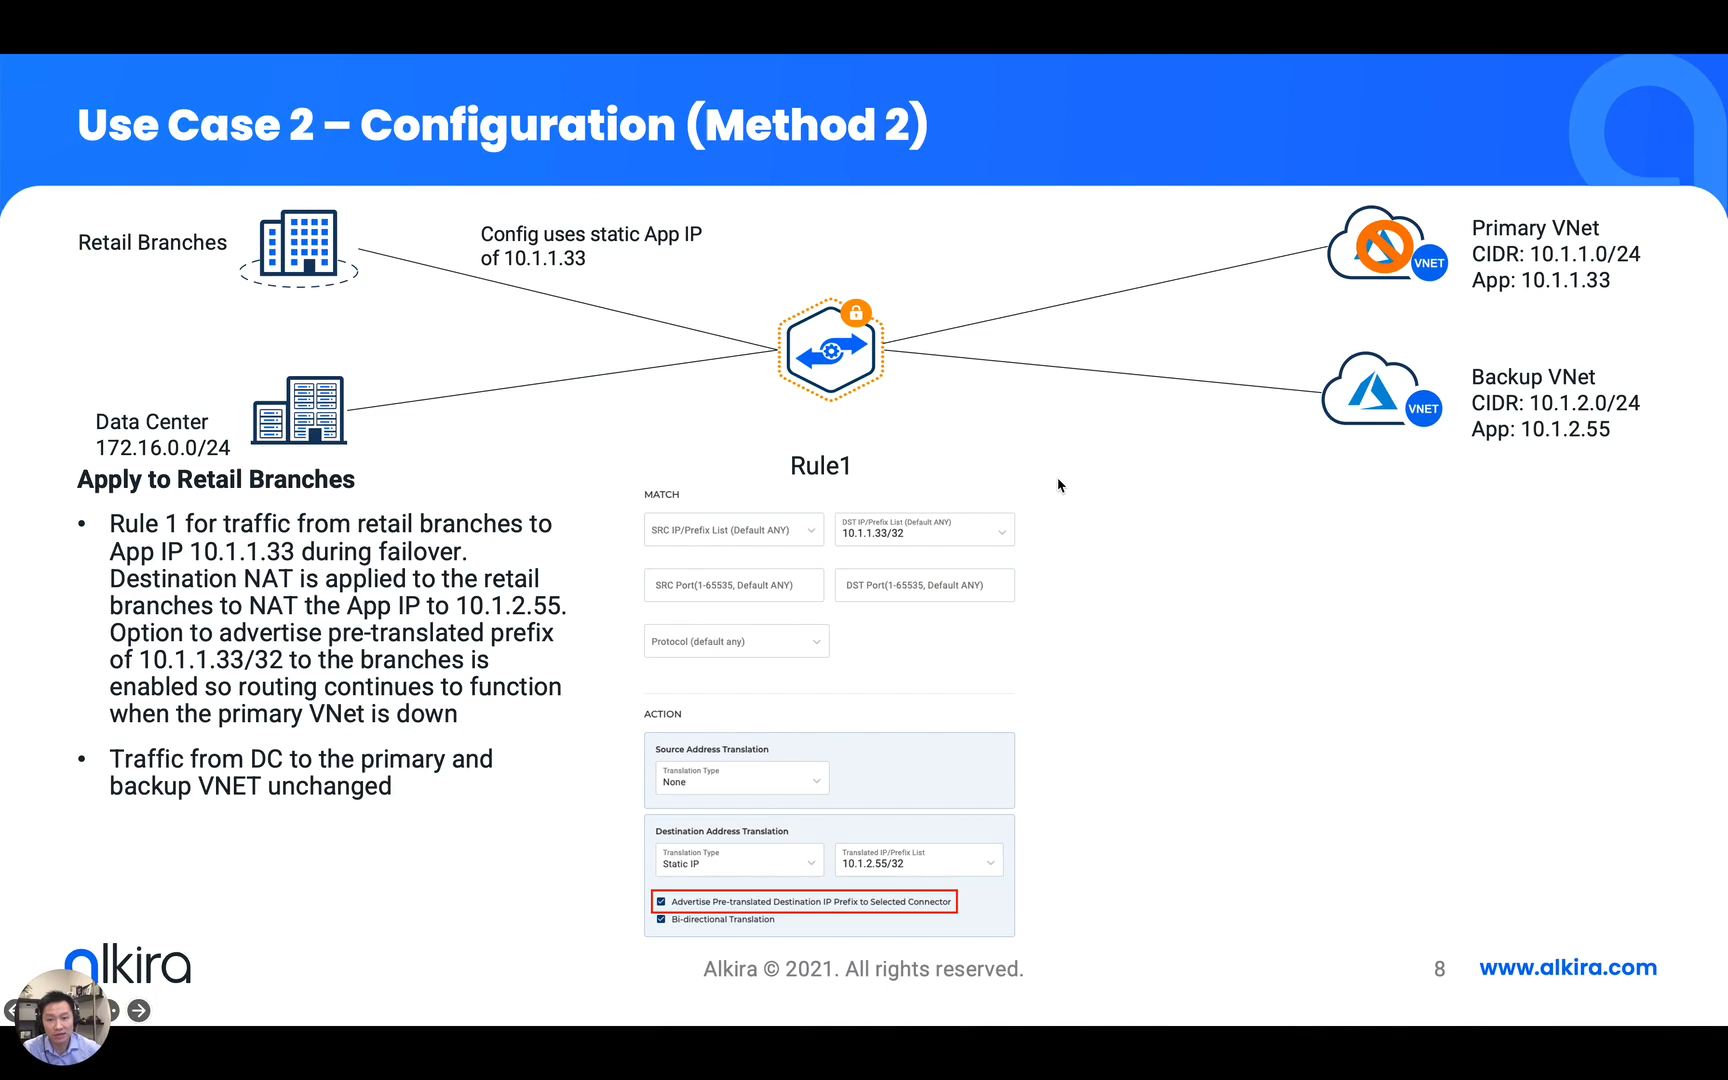 Use Case 2 – Configuration (Method 2)
Retail Branches
Config uses static App IP
of 10.1.1.33
Primary VNet
CIDR: 10.1.1.0/24
App: 10.1.1.33
VNET
Data Center
172.16.0.0/24
Backup VNet
CIDR: 10.1.2.0/24
App: 10.1.2.55
VNET
Apply to Retail Branches
• Rule 1 for traffic from retail branches to
App IP 10.1.1.33 during failover.
Destination NAT is applied to the retail
branches to NAT the App IP to 10.1.2.55.
Option to advertise pre-translated prefix
of 10.1.1.33/32 to the branches is
enabled so routing continues to function
when the primary VNet is down
• Traffic from DC to the primary and
backup VNET unchanged
Rule1
MATCH
SRC IP/Prefix List (Default ANY)
DST IP/Prefix List (Default ANY)
10.1.1.33/32
SRC Port(1-65535, Default ANY)
DST Port(1-65535, Default ANY)
Protocol (default any)
ACTION
Source Address Translation
Translation Type
None
Destination Address Translation
Translation Type
Static IP
Translated IP/Prefix List
10.1.2.55/32
Advertise Pre-translated Destination IP Prefix to Selected Connector
Bi-directional Translation
alkira
Alkira © 2021. All rights reserved.
8
www.alkira.com